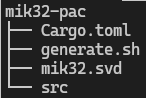 mik32-pac
├── Cargo.toml
├── generate.sh
├── mik32.svd
└── src